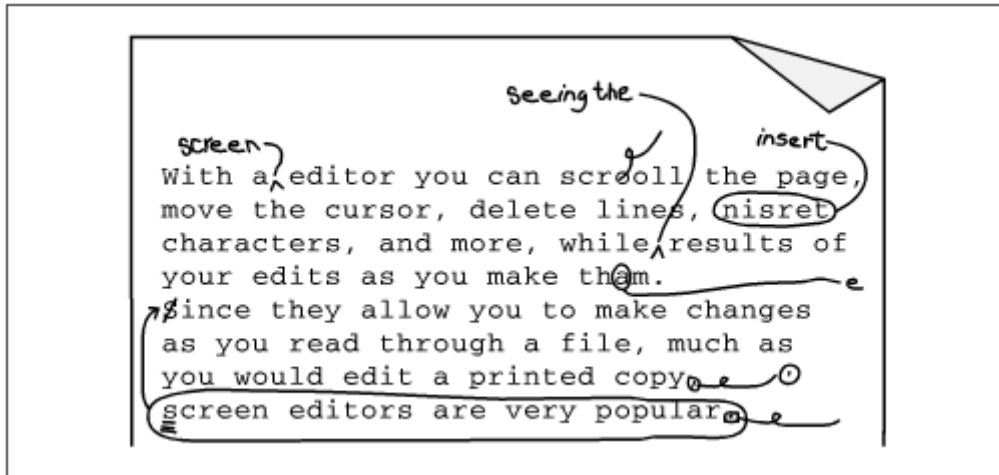 seeing the
screen insert
With a editor you can scrooll the page,
move the cursor, delete lines, nisret
characters, and more, while results of
your edits as you make tham.
e
Since they allow you to make changes
as you read through a file, much as
you would edit a printed copy.
screen editors are very popular.